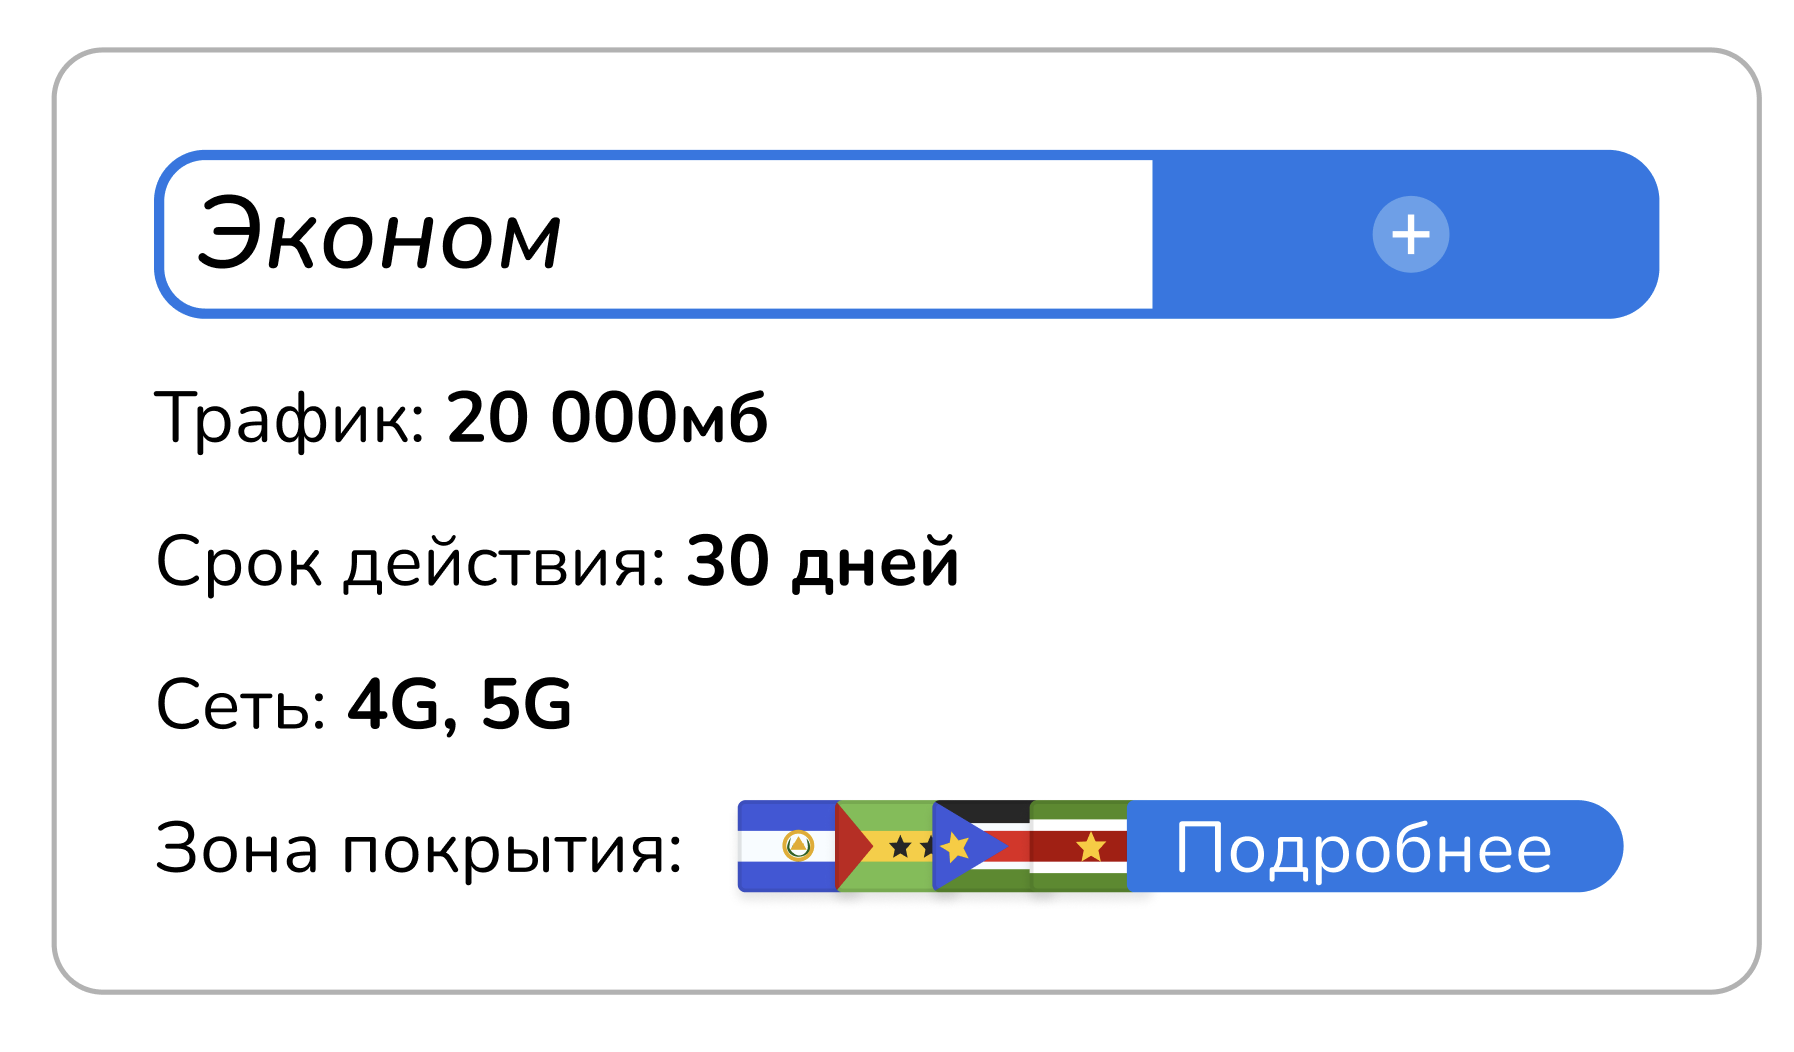 Эконом
+
Трафик: 20 000мб
Срок действия: 30 дней
Сеть: 4G, 5G
Зона покрытия: Подробнее